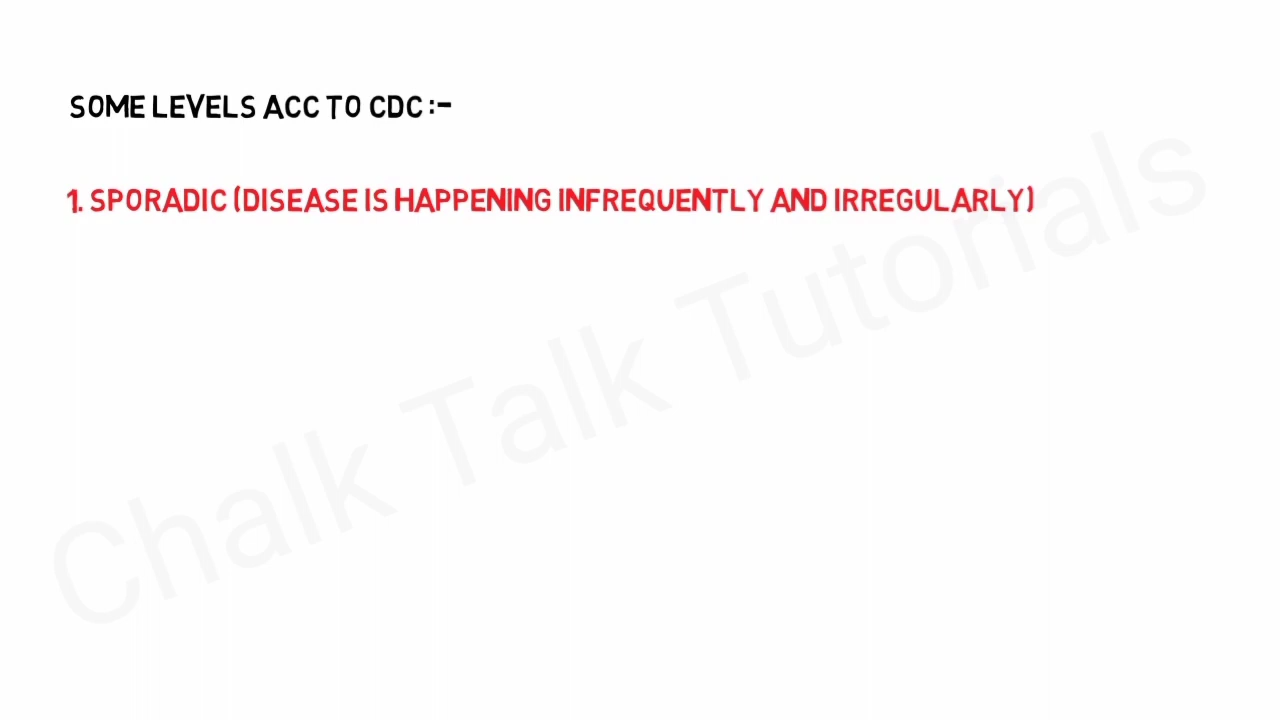 SOME LEVELS ACC TO CDC :-
1. SPORADIC (DISEASE IS HAPPENING INFREQUENTLY AND IRREGULARLY)
Chalk Talk Tutorials